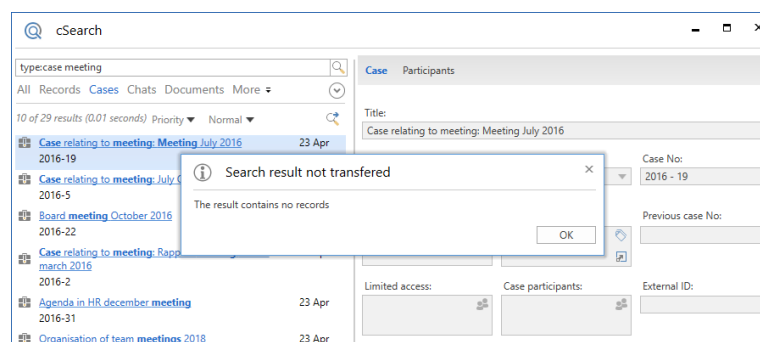 cSearch
type:case meeting
All Records Cases Chats Documents More
10 of 29 results (0.01 seconds) Priority Normal
Case relating to meeting: Meeting July 2016 23 Apr
2016-19
Case relating to meeting: July
2016-5
Board meeting October 2016
2016-22
Case relating to meeting: Rapp
march 2016
2016-2
Agenda in HR december meeting 23 Apr
2016-31
Organisation of team meetings 2018 23 Apr
Search result not transfered
The result contains no records
OK
Case Participants
Title:
Case relating to meeting: Meeting July 2016
Case No:
2016 - 19
Previous case No:
Limited access: Case participants: External ID: